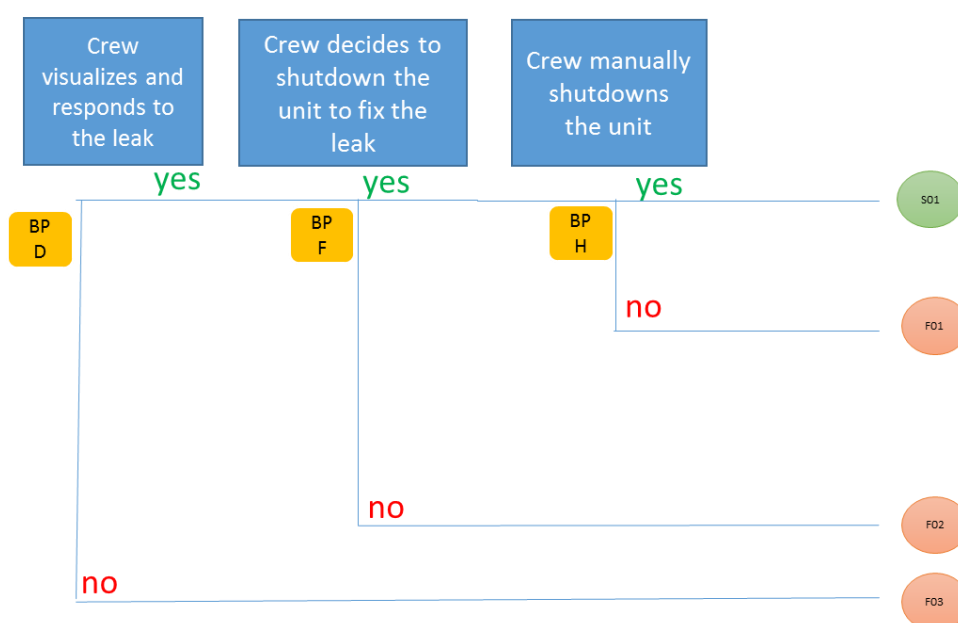 Crew
visualizes and
responds to
the leak
Crew decides to
shutdown the
unit to fix the
leak
Crew manually
shutdowns
the unit
yes
yes
yes
BP
D
BP
F
BP
H
S01
no
F01
no
F02
no
F03